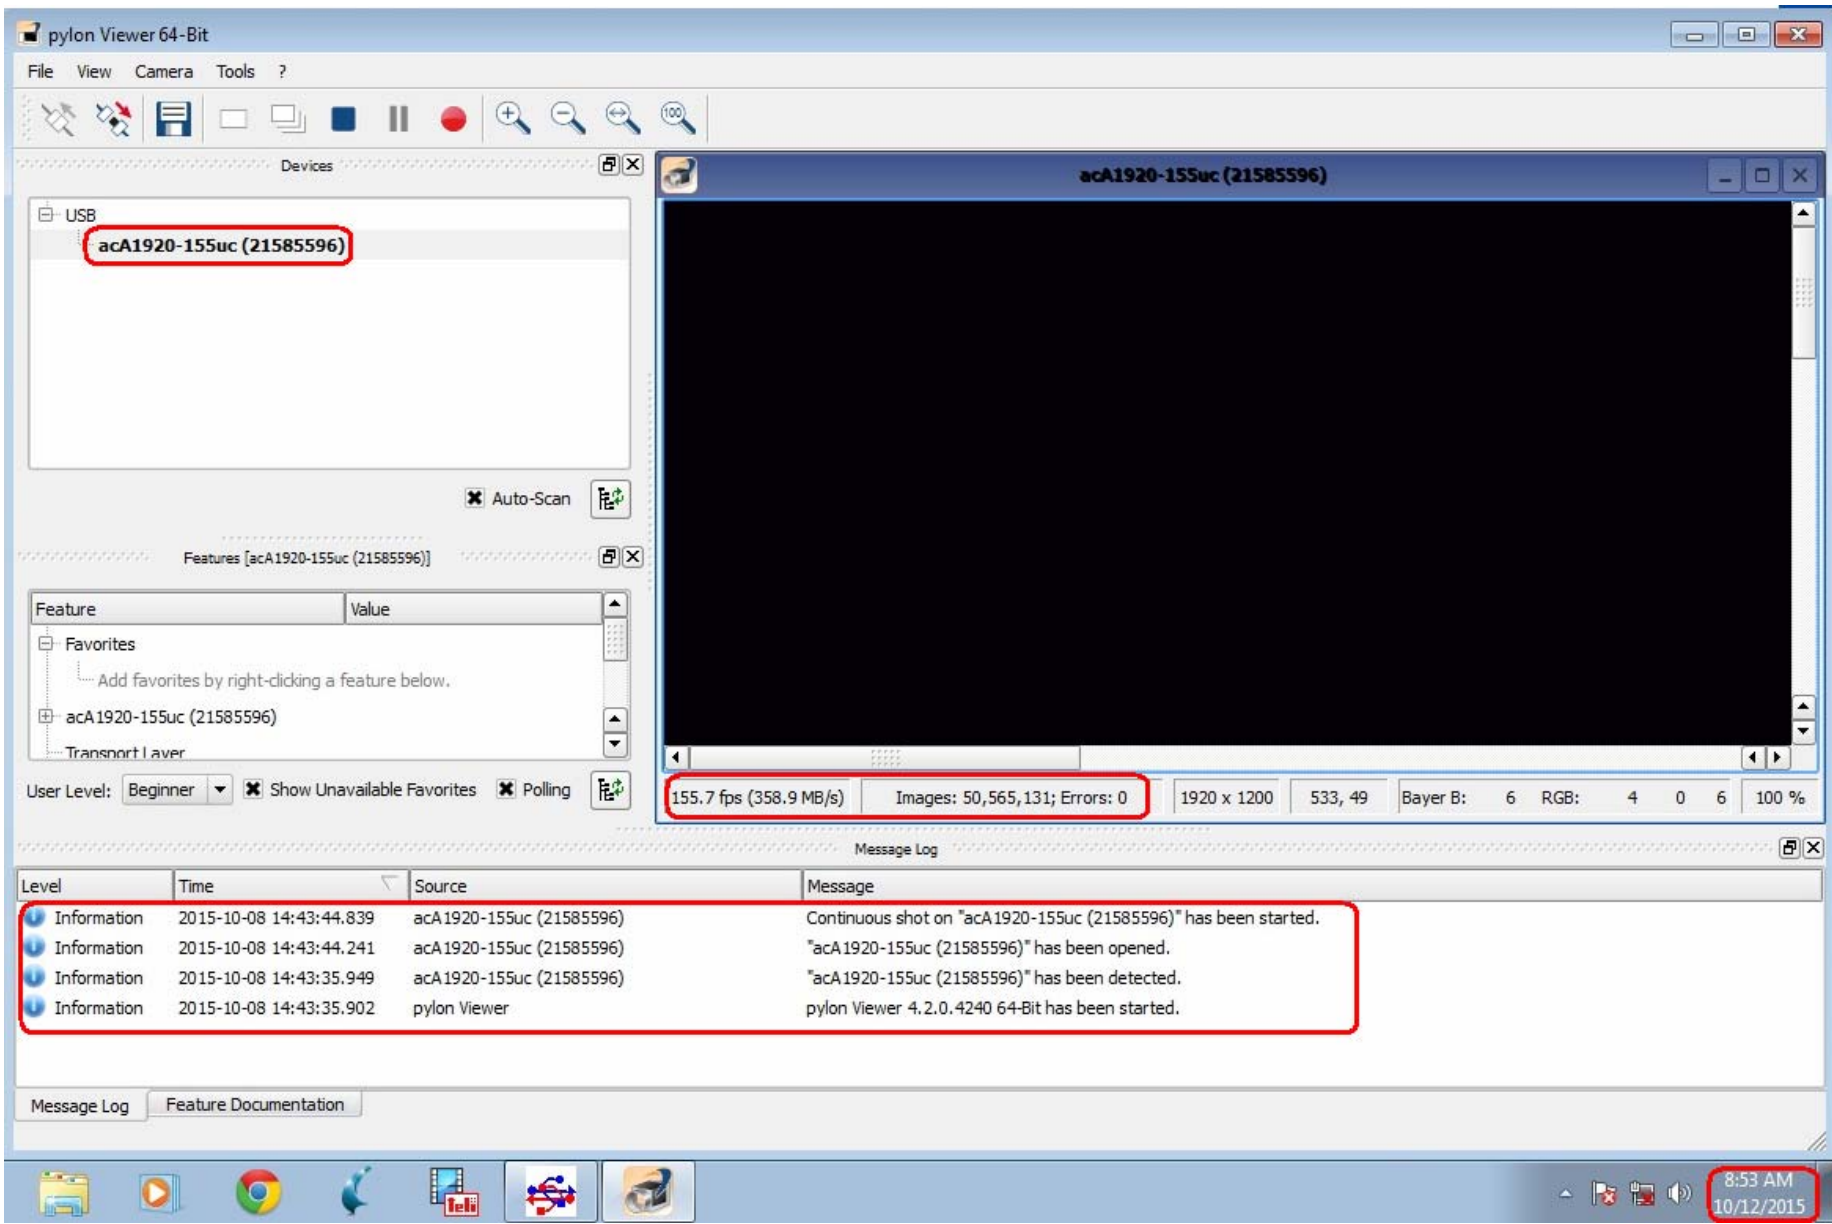 pylon Viewer 64-Bit
File View Camera Tools ?
100
Devices
acA1920-155uc (21585596)
USB
acA1920-155uc (21585596)
Auto-Scan
Features [acA1920-155uc (21585596)]
Feature Value
Favorites
Add favorites by right-clicking a feature below.
acA1920-155uc (21585596)
Transport Layer
User Level: Beginner Show Unavailable Favorites Polling
155.7 fps (358.9 MB/s) Images: 50,565,131; Errors: 0 1920 x 1200 533, 49 Bayer B: 6 RGB: 4 0 6 100 %
Message Log
Level Time Source Message
Information 2015-10-08 14:43:44.839 acA1920-155uc (21585596) Continuous shot on "acA1920-155uc (21585596)" has been started.
Information 2015-10-08 14:43:44.241 acA1920-155uc (21585596) "acA1920-155uc (21585596)" has been opened.
Information 2015-10-08 14:43:35.949 acA1920-155uc (21585596) "acA1920-155uc (21585596)" has been detected.
Information 2015-10-08 14:43:35.902 pylon Viewer pylon Viewer 4.2.0.4240 64-Bit has been started.
Message Log Feature Documentation
Teli
8:53 AM
10/12/2015